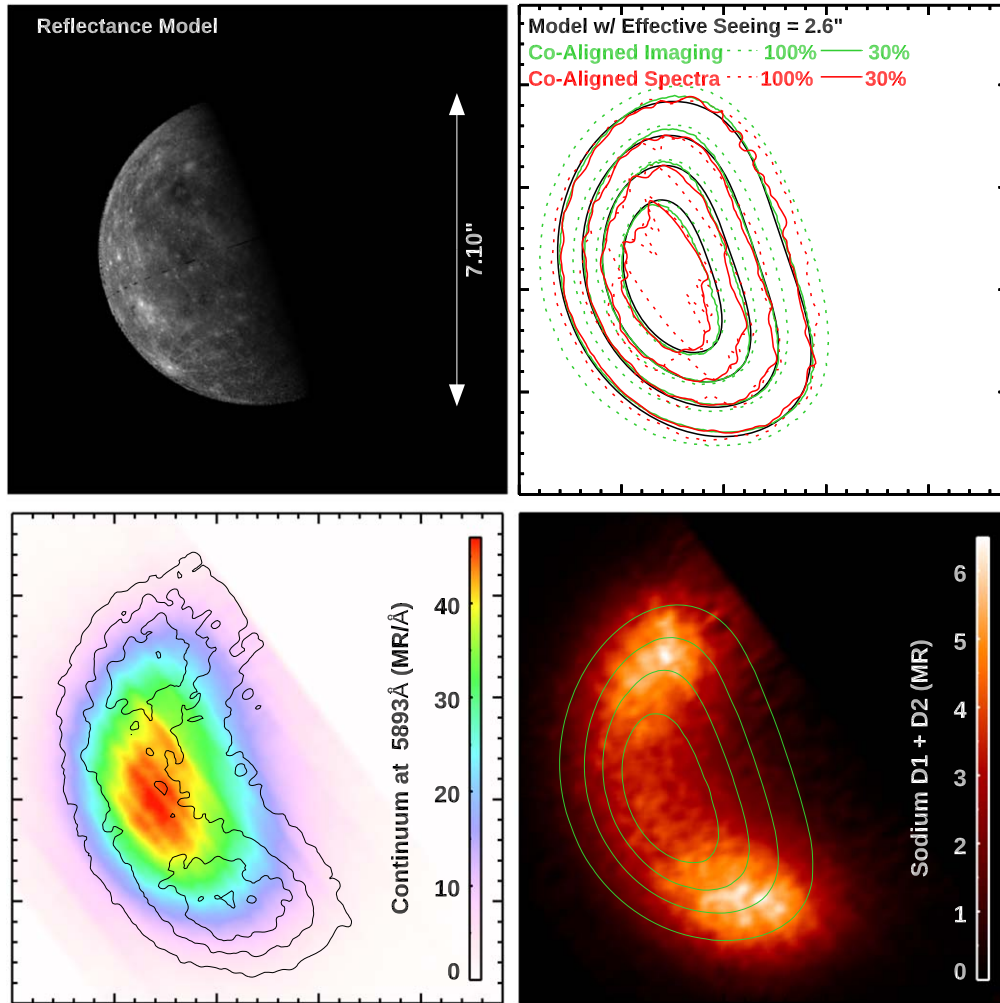 Reflectance Model
7.10"
Model w/ Effective Seeing = 2.6"
Co-Aligned Imaging 100% 30%
Co-Aligned Spectra 100% 30%
Continuum at 5893Å (MR/Å)
40
30
20
10
0
Sodium D1 + D2 (MR)
6
5
4
3
2
1
0